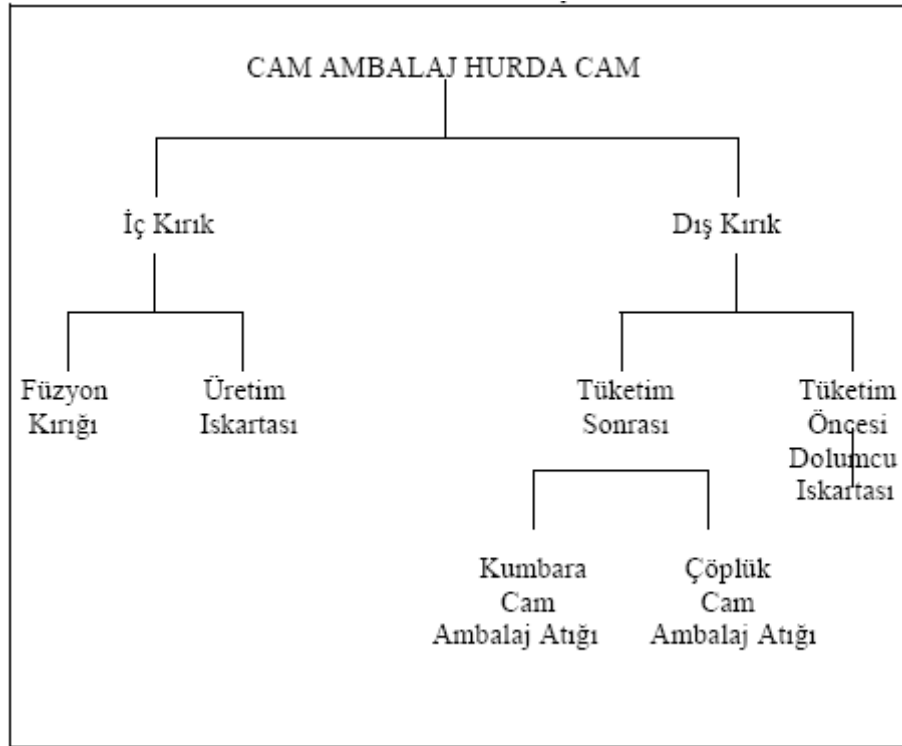 CAM AMBALAJ HURDA CAM
İç Kırık
Dış Kırık
Füzyon
Kırığı
Üretim
Iskartası
Tüketim
Sonrası
Tüketim
Öncesi
Dolumcu
Iskartası
Kumbara
Cam
Ambalaj Atığı
Çöplük
Cam
Ambalaj Atığı